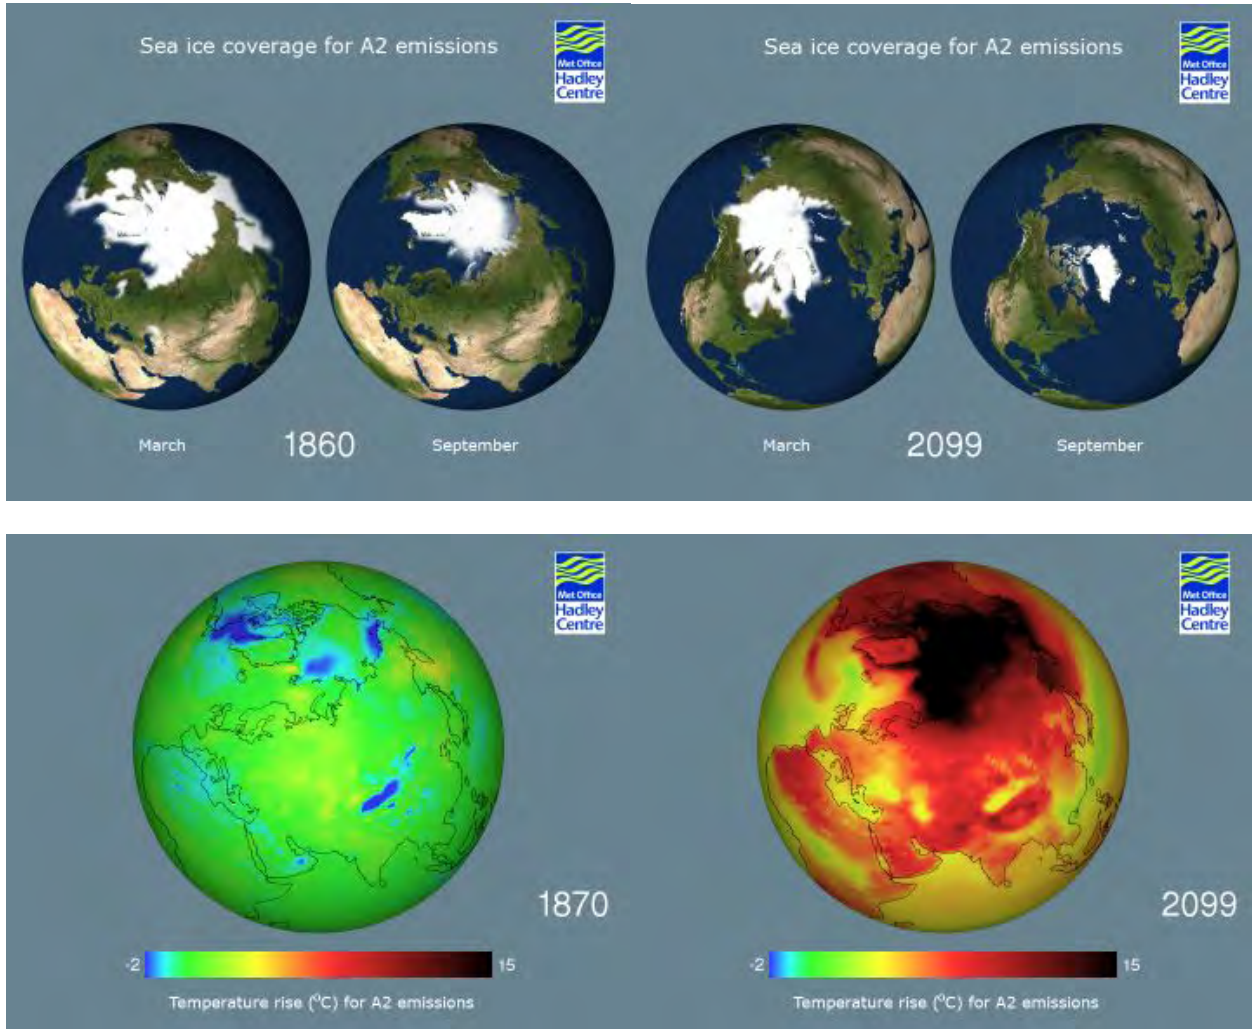 Sea ice coverage for A2 emissions
Met Office
Hadley
Centre
March
1860
September
Sea ice coverage for A2 emissions
Met Office
Hadley
Centre
March
2099
September
Met Office
Hadley
Centre
1870
-2
15
Temperature rise (⁰C) for A2 emissions
Met Office
Hadley
Centre
2099
-2
15
Temperature rise (⁰C) for A2 emissions